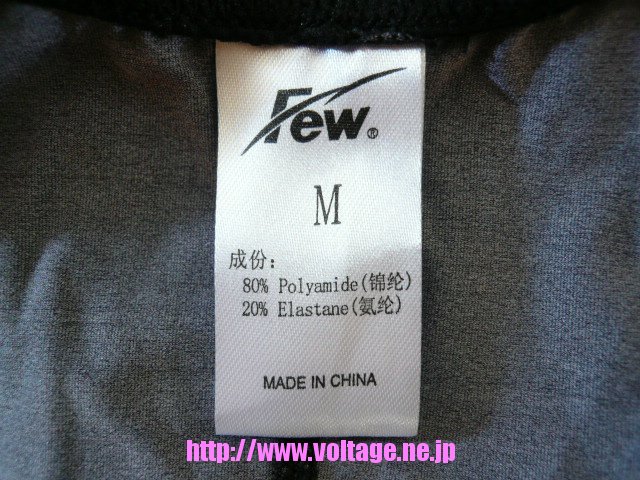 Few®
M
成份:
80% Polyamide(锦纶)
20% Elastane(氨纶)
MADE IN CHINA
http://www.voltage.ne.jp